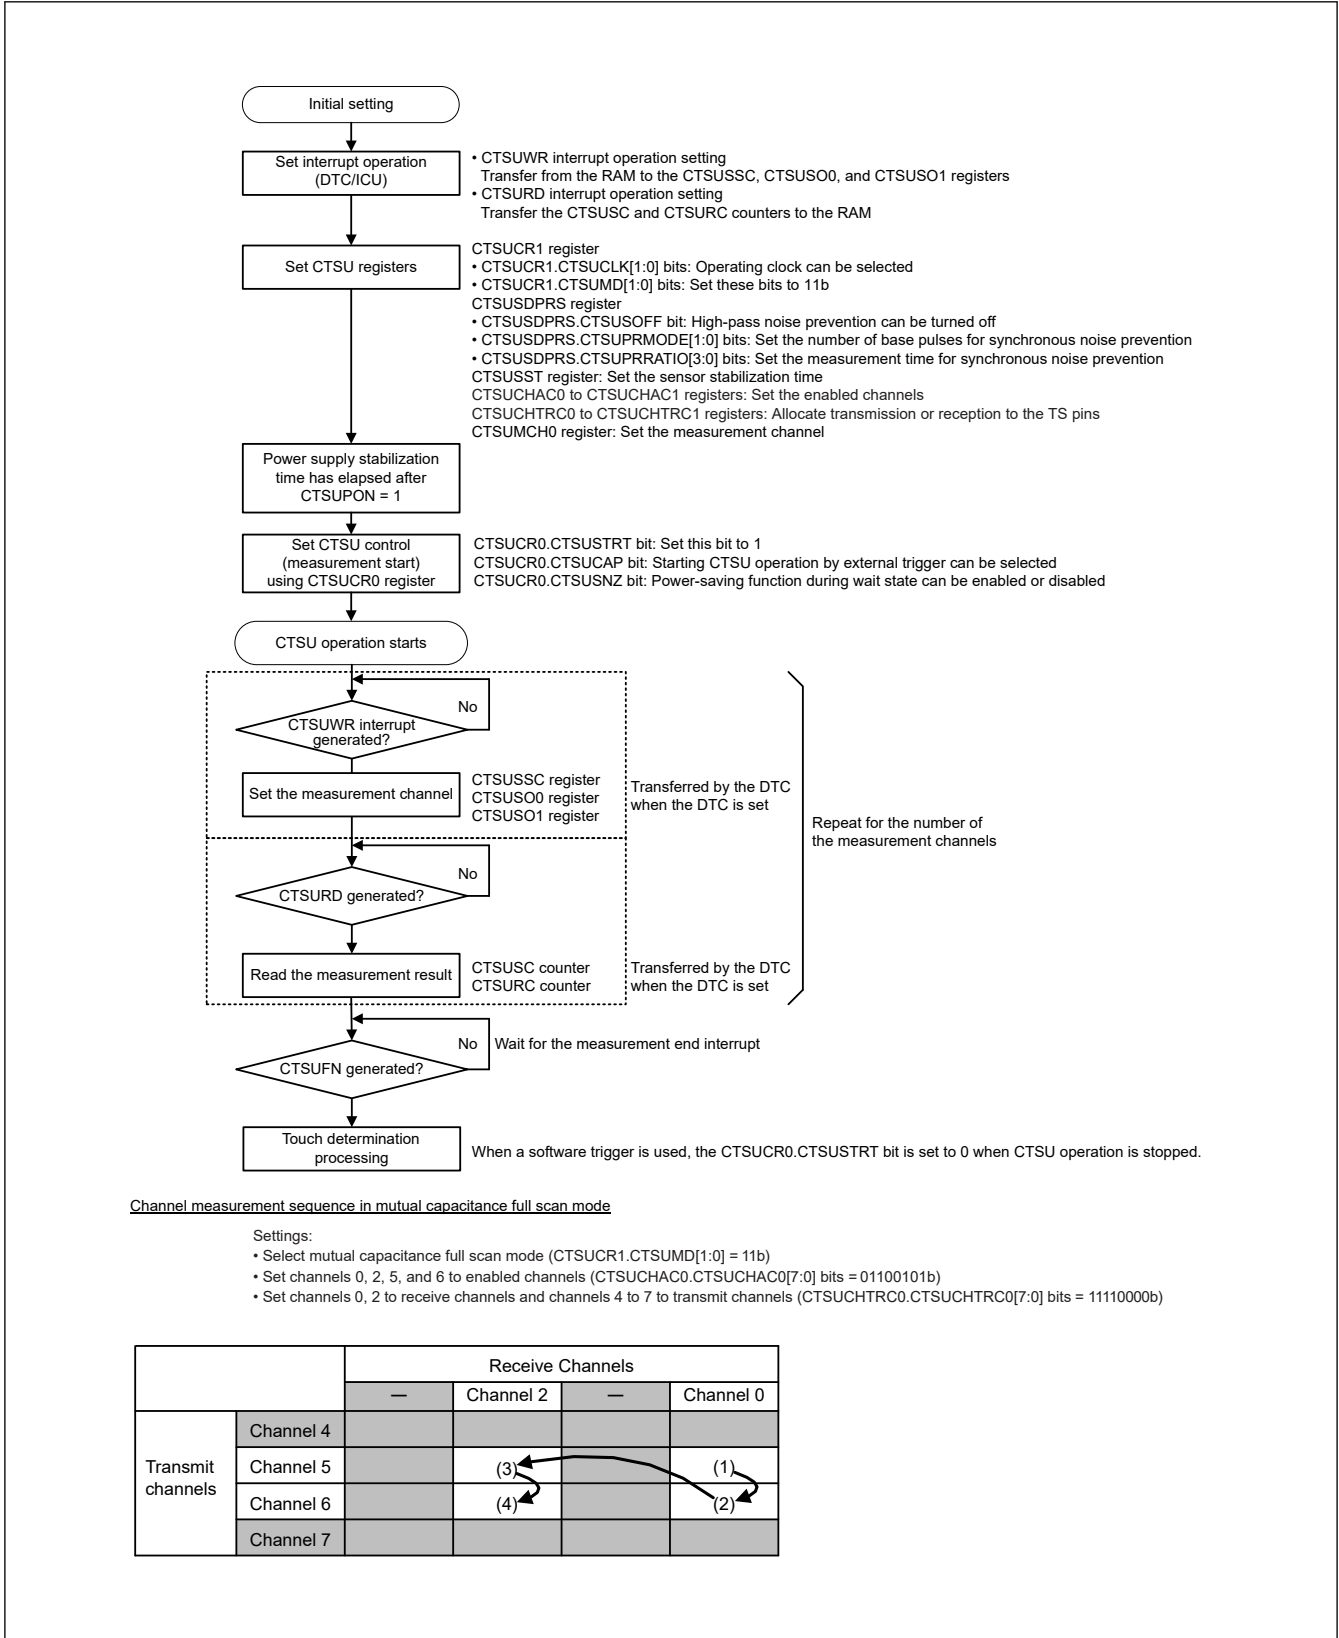 Initial setting
Set interrupt operation
(DTC/ICU)
• CTSUWR interrupt operation setting
Transfer from the RAM to the CTSUSSC, CTSUSO0, and CTSUSO1 registers
• CTSURD interrupt operation setting
Transfer the CTSUSC and CTSURC counters to the RAM
Set CTSU registers
CTSUCR1 register
• CTSUCR1.CTSUCLK[1:0] bits: Operating clock can be selected
• CTSUCR1.CTSUMD[1:0] bits: Set these bits to 11b
CTSUSDPRS register
• CTSUSDPRS.CTSUSOFF bit: High-pass noise prevention can be turned off
• CTSUSDPRS.CTSUPRMODE[1:0] bits: Set the number of base pulses for synchronous noise prevention
• CTSUSDPRS.CTSUPRRATIO[3:0] bits: Set the measurement time for synchronous noise prevention
CTSUSST register: Set the sensor stabilization time
CTSUCHAC0 to CTSUCHAC1 registers: Set the enabled channels
CTSUCHTRC0 to CTSUCHTRC1 registers: Allocate transmission or reception to the TS pins
CTSUMCH0 register: Set the measurement channel
Power supply stabilization
time has elapsed after
CTSUPON = 1
Set CTSU control
(measurement start)
using CTSUCR0 register
CTSUCR0.CTSUSTRT bit: Set this bit to 1
CTSUCR0.CTSUCAP bit: Starting CTSU operation by external trigger can be selected
CTSUCR0.CTSUSNZ bit: Power-saving function during wait state can be enabled or disabled
CTSU operation starts
No
CTSUWR interrupt
generated?
Set the measurement channel
CTSUSSC register
CTSUSO0 register
CTSUSO1 register
Transferred by the DTC
when the DTC is set
Repeat for the number of
the measurement channels
No
CTSURD generated?
Read the measurement result
CTSUSC counter
CTSURC counter
Transferred by the DTC
when the DTC is set
No
Wait for the measurement end interrupt
CTSUFN generated?
Touch determination
processing
When a software trigger is used, the CTSUCR0.CTSUSTRT bit is set to 0 when CTSU operation is stopped.
Channel measurement sequence in mutual capacitance full scan mode
Settings:
• Select mutual capacitance full scan mode (CTSUCR1.CTSUMD[1:0] = 11b)
• Set channels 0, 2, 5, and 6 to enabled channels (CTSUCHAC0.CTSUCHAC0[7:0] bits = 01100101b)
• Set channels 0, 2 to receive channels and channels 4 to 7 to transmit channels (CTSUCHTRC0.CTSUCHTRC0[7:0] bits = 11110000b)
Receive Channels
— Channel 2 — Channel 0
Transmit
channels
Channel 4
Channel 5 (3) (1)
Channel 6 (4) (2)
Channel 7